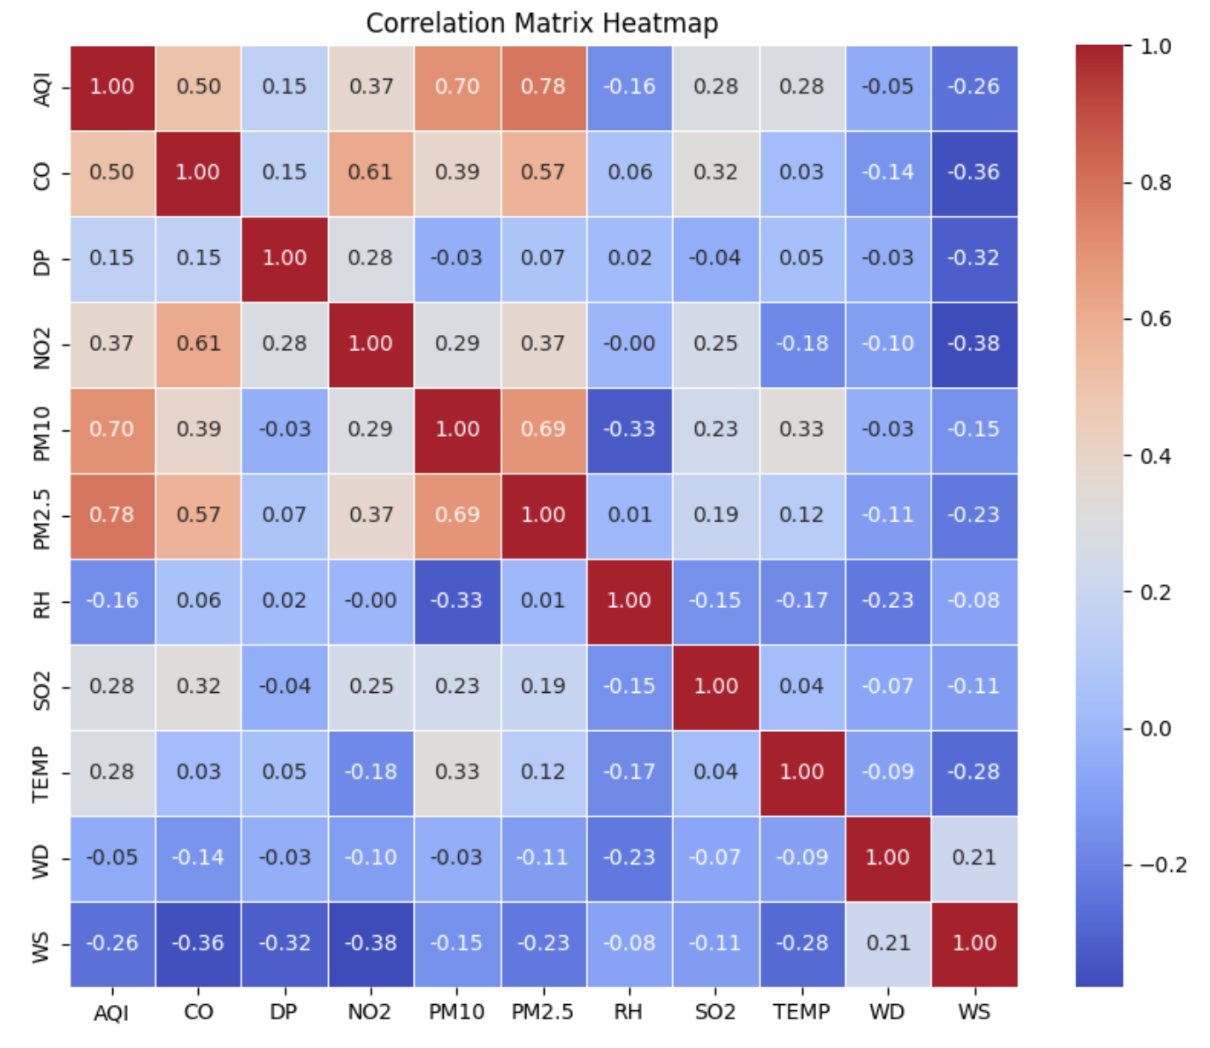 Correlation Matrix Heatmap
AQI 1.00 0.50 0.15 0.37 0.70 0.78 -0.16 0.28 0.28 -0.05 -0.26
CO 0.50 1.00 0.15 0.61 0.39 0.57 0.06 0.32 0.03 -0.14 -0.36
DP 0.15 0.15 1.00 0.28 -0.03 0.07 0.02 -0.04 0.05 -0.03 -0.32
NO2 0.37 0.61 0.28 1.00 0.29 0.37 -0.00 0.25 -0.18 -0.10 -0.38
PM10 0.70 0.39 -0.03 0.29 1.00 0.69 -0.33 0.23 0.33 -0.03 -0.15
PM2.5 0.78 0.57 0.07 0.37 0.69 1.00 0.01 0.19 0.12 -0.11 -0.23
RH -0.16 0.06 0.02 -0.00 -0.33 0.01 1.00 -0.15 -0.17 -0.23 -0.08
SO2 0.28 0.32 -0.04 0.25 0.23 0.19 -0.15 1.00 0.04 -0.07 -0.11
TEMP 0.28 0.03 0.05 -0.18 0.33 0.12 -0.17 0.04 1.00 -0.09 -0.28
WD -0.05 -0.14 -0.03 -0.10 -0.03 -0.11 -0.23 -0.07 -0.09 1.00 0.21
WS -0.26 -0.36 -0.32 -0.38 -0.15 -0.23 -0.08 -0.11 -0.28 0.21 1.00
AQI CO DP NO2 PM10 PM2.5 RH SO2 TEMP WD WS
1.0
0.8
0.6
0.4
0.2
0.0
−0.2